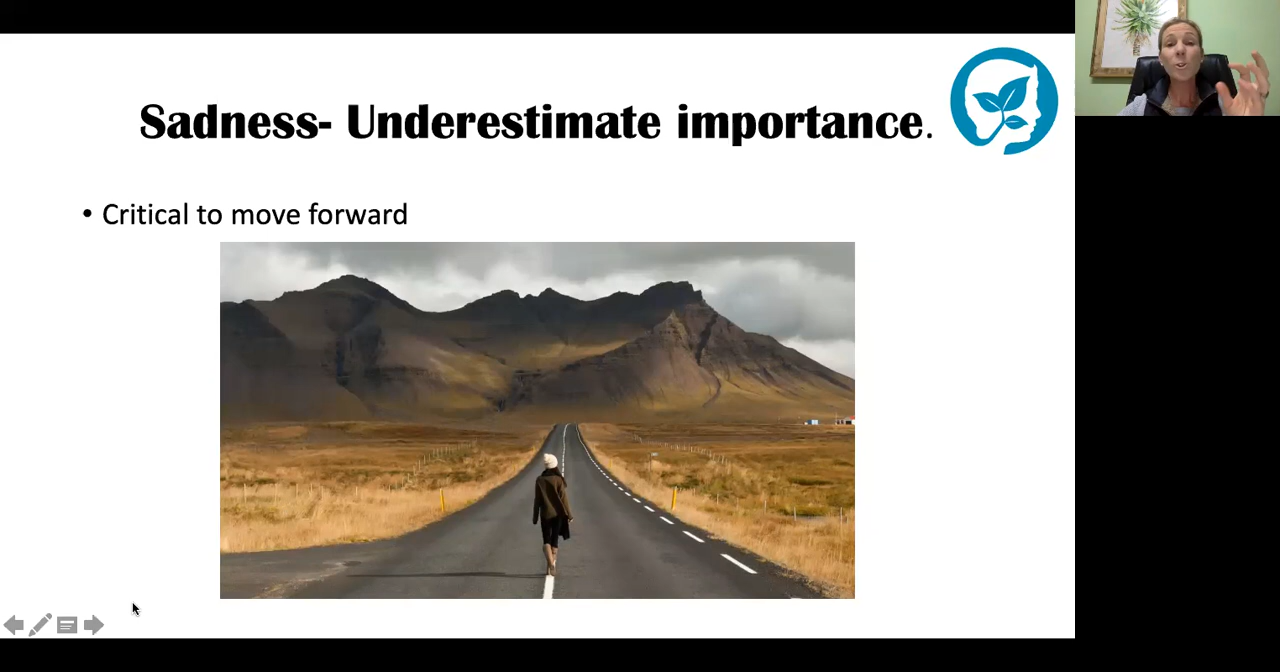 Sadness- Underestimate importance.
• Critical to move forward